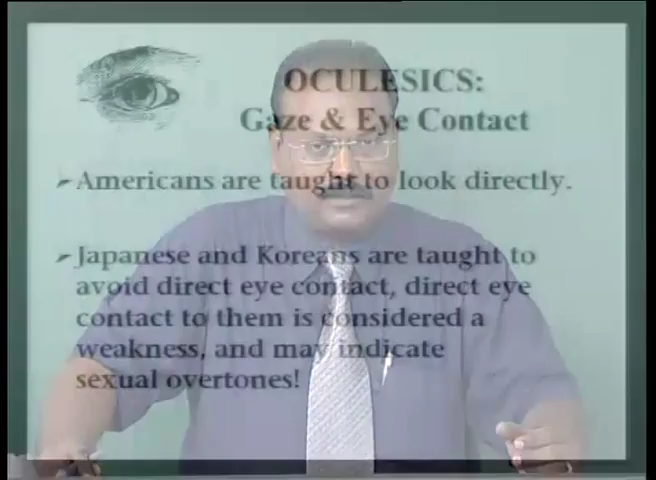 OCULESICS:
Gaze & Eye Contact
Americans are taught to look directly.
Japanese and Koreans are taught to
avoid direct eye contact, direct eye
contact to them is considered a
weakness, and may indicate
sexual overtones!